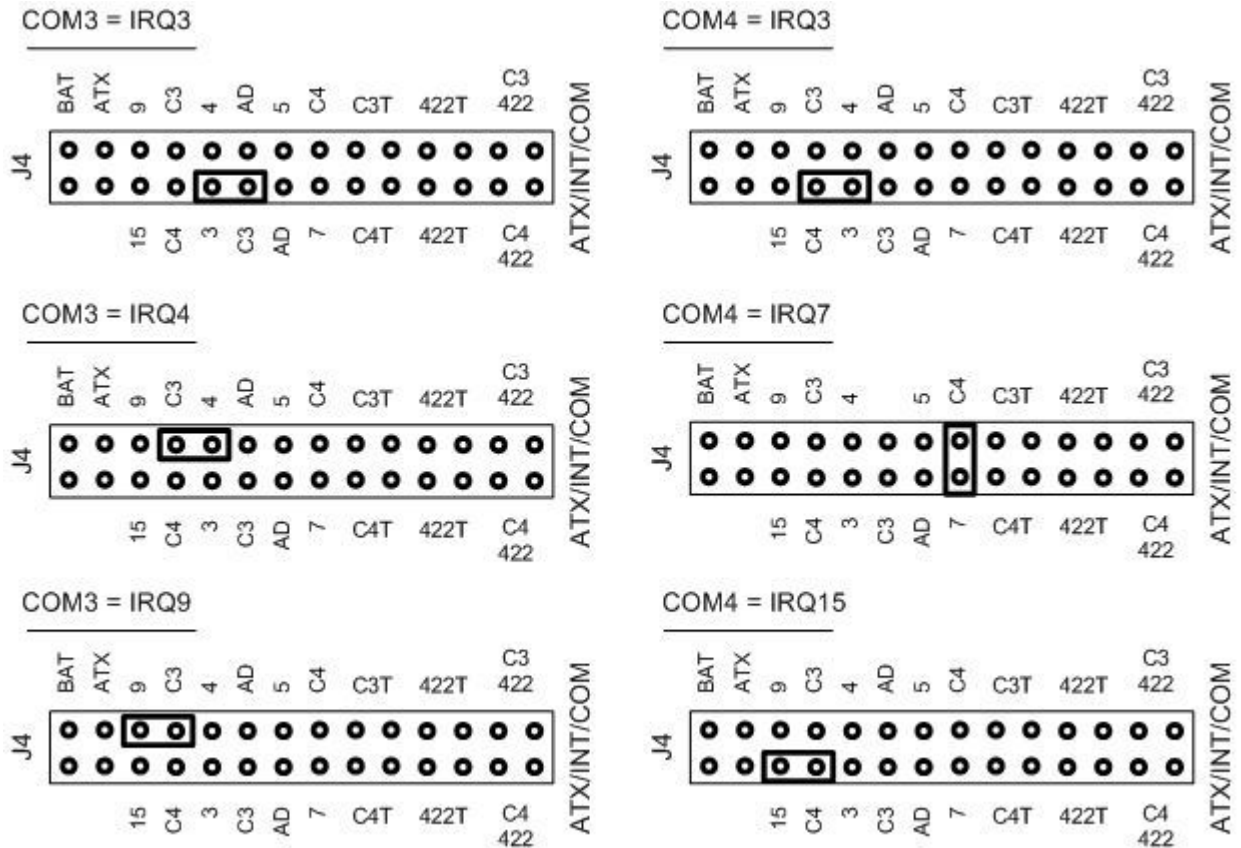 COM3 = IRQ3
BAT ATX 9 C3 4 AD 5 C4 C3T 422T C3 422
J4
ATX/INT/COM
15 C4 3 C3 AD 7 C4T 422T C4 422
COM4 = IRQ3
BAT ATX 9 C3 4 AD 5 C4 C3T 422T C3 422
J4
ATX/INT/COM
15 C4 3 C3 AD 7 C4T 422T C4 422
COM3 = IRQ4
BAT ATX 9 C3 4 AD 5 C4 C3T 422T C3 422
J4
ATX/INT/COM
15 C4 3 C3 AD 7 C4T 422T C4 422
COM4 = IRQ7
BAT ATX 9 C3 4 5 C4 C3T 422T C3 422
J4
ATX/INT/COM
15 C4 3 C3 AD 7 C4T 422T C4 422
COM3 = IRQ9
BAT ATX 9 C3 4 AD 5 C4 C3T 422T C3 422
J4
ATX/INT/COM
15 C4 3 C3 AD 7 C4T 422T C4 422
COM4 = IRQ15
BAT ATX 9 C3 4 AD 5 C4 C3T 422T C3 422
J4
ATX/INT/COM
15 C4 3 C3 AD 7 C4T 422T C4 422